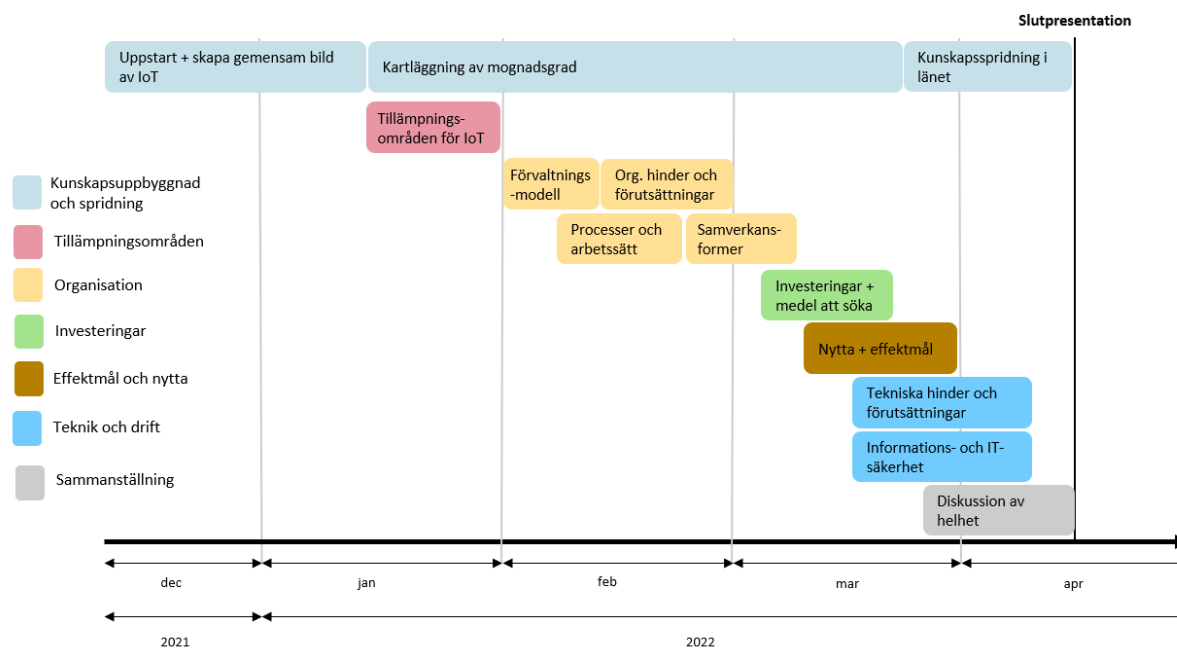 Slutpresentation
Uppstart + skapa gemensam bild
av IoT
Kartläggning av mognadsgrad
Kunskapsspridning i
länet
Tillämpnings-
områden för IoT
Förvaltnings
-modell
Org. hinder och
förutsättningar
Processer och
arbetssätt
Samverkans-
former
Investeringar +
medel att söka
Nytta + effektmål
Tekniska hinder och
förutsättningar
Informations- och IT-
säkerhet
Diskussion av
helhet
Kunskapsuppbyggnad
och spridning
Tillämpningsområden
Organisation
Investeringar
Effektmål och nytta
Teknik och drift
Sammanställning
dec
jan
feb
mar
apr
2021
2022